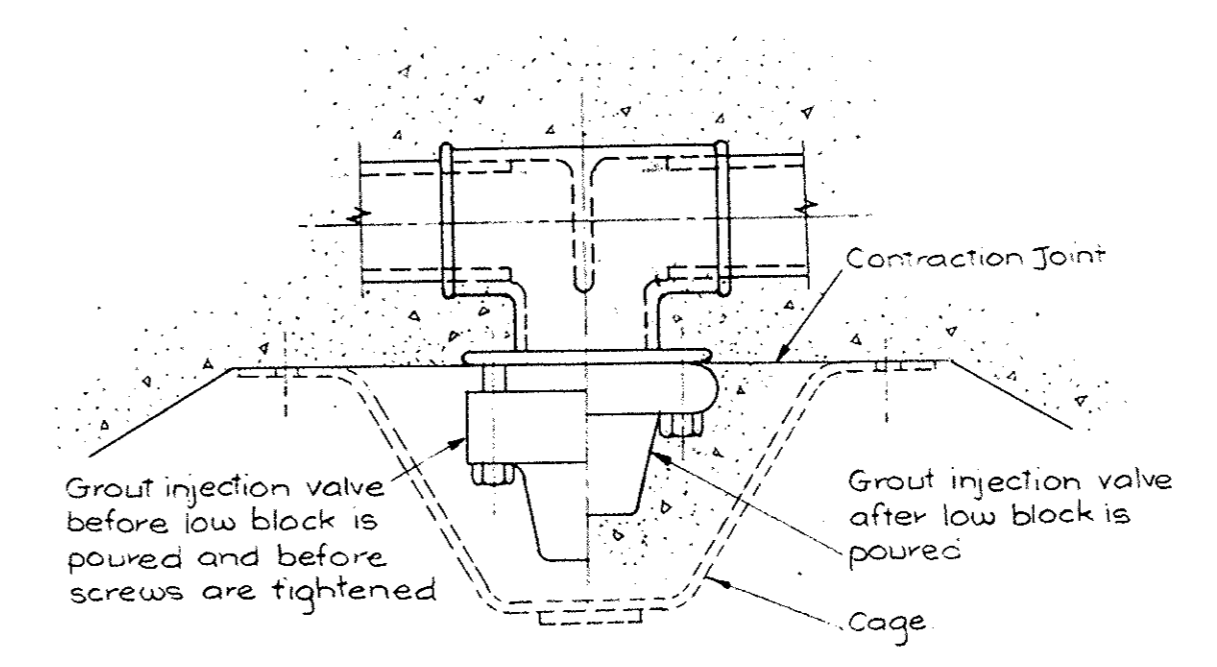 Contraction Joint
Grout injection valve
before low block is
poured and before
screws are tightened
Grout injection valve
after low block is
poured
Cage